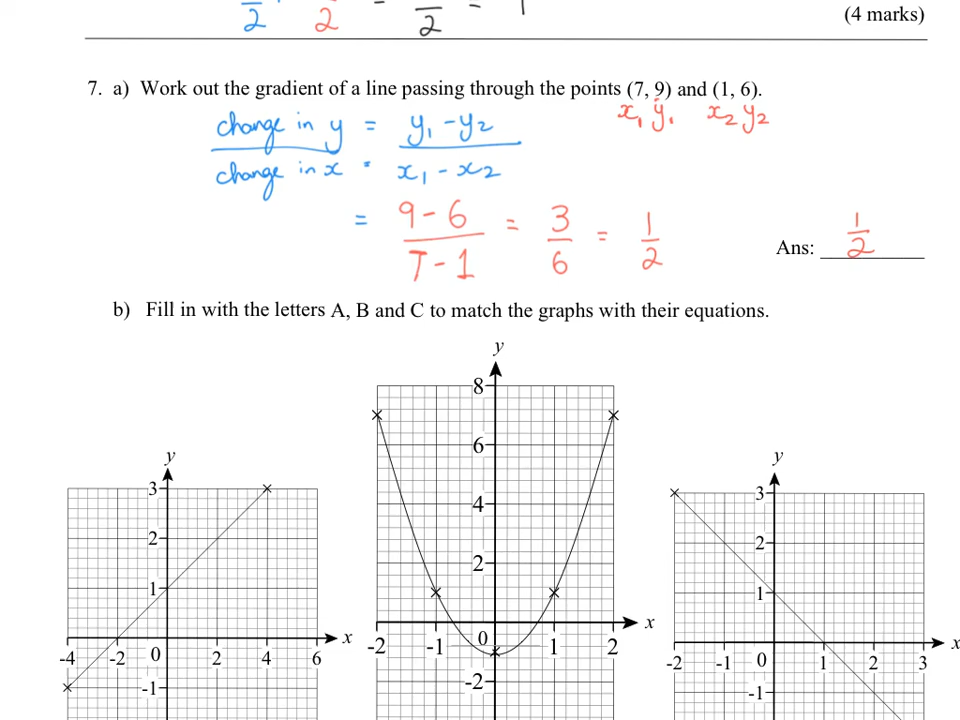 2 2 = 2 = 1
(4 marks)
7. a) Work out the gradient of a line passing through the points (7, 9) and (1, 6).
x₁ y₁ x₂ y₂
change in y = y₁ - y₂
change in x x₁ - x₂
= 9 - 6 = 3 = 1
7 - 1 6 2
Ans: 1/2
b) Fill in with the letters A, B and C to match the graphs with their equations.
y
8
6
4
2
0
-2
-2 -1 1 2 x
y
3
2
1
0
-1
-4 -2 2 4 6 x
y
3
2
1
0
-1
-2 -1 1 2 3 x